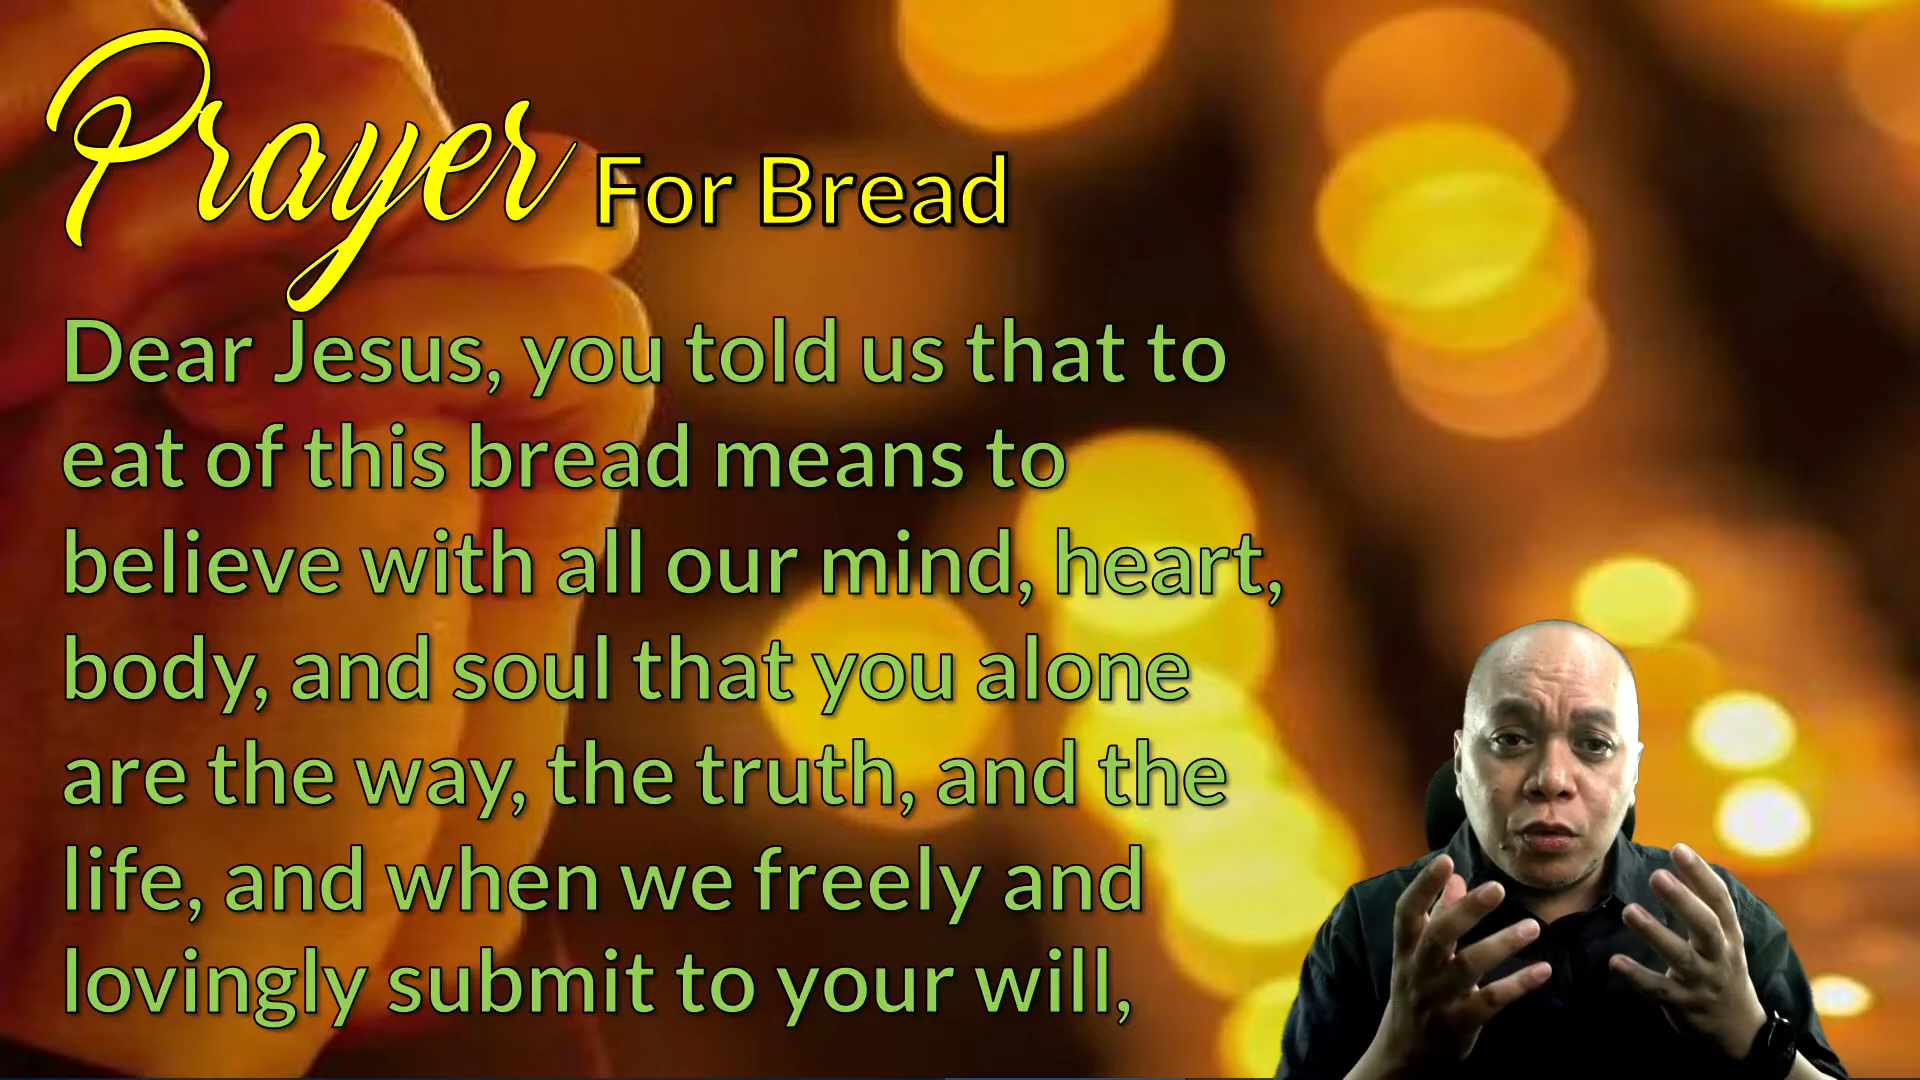 Prayer For Bread
Dear Jesus, you told us that to
eat of this bread means to
believe with all our mind, heart,
body, and soul that you alone
are the way, the truth, and the
life, and when we freely and
lovingly submit to your will,